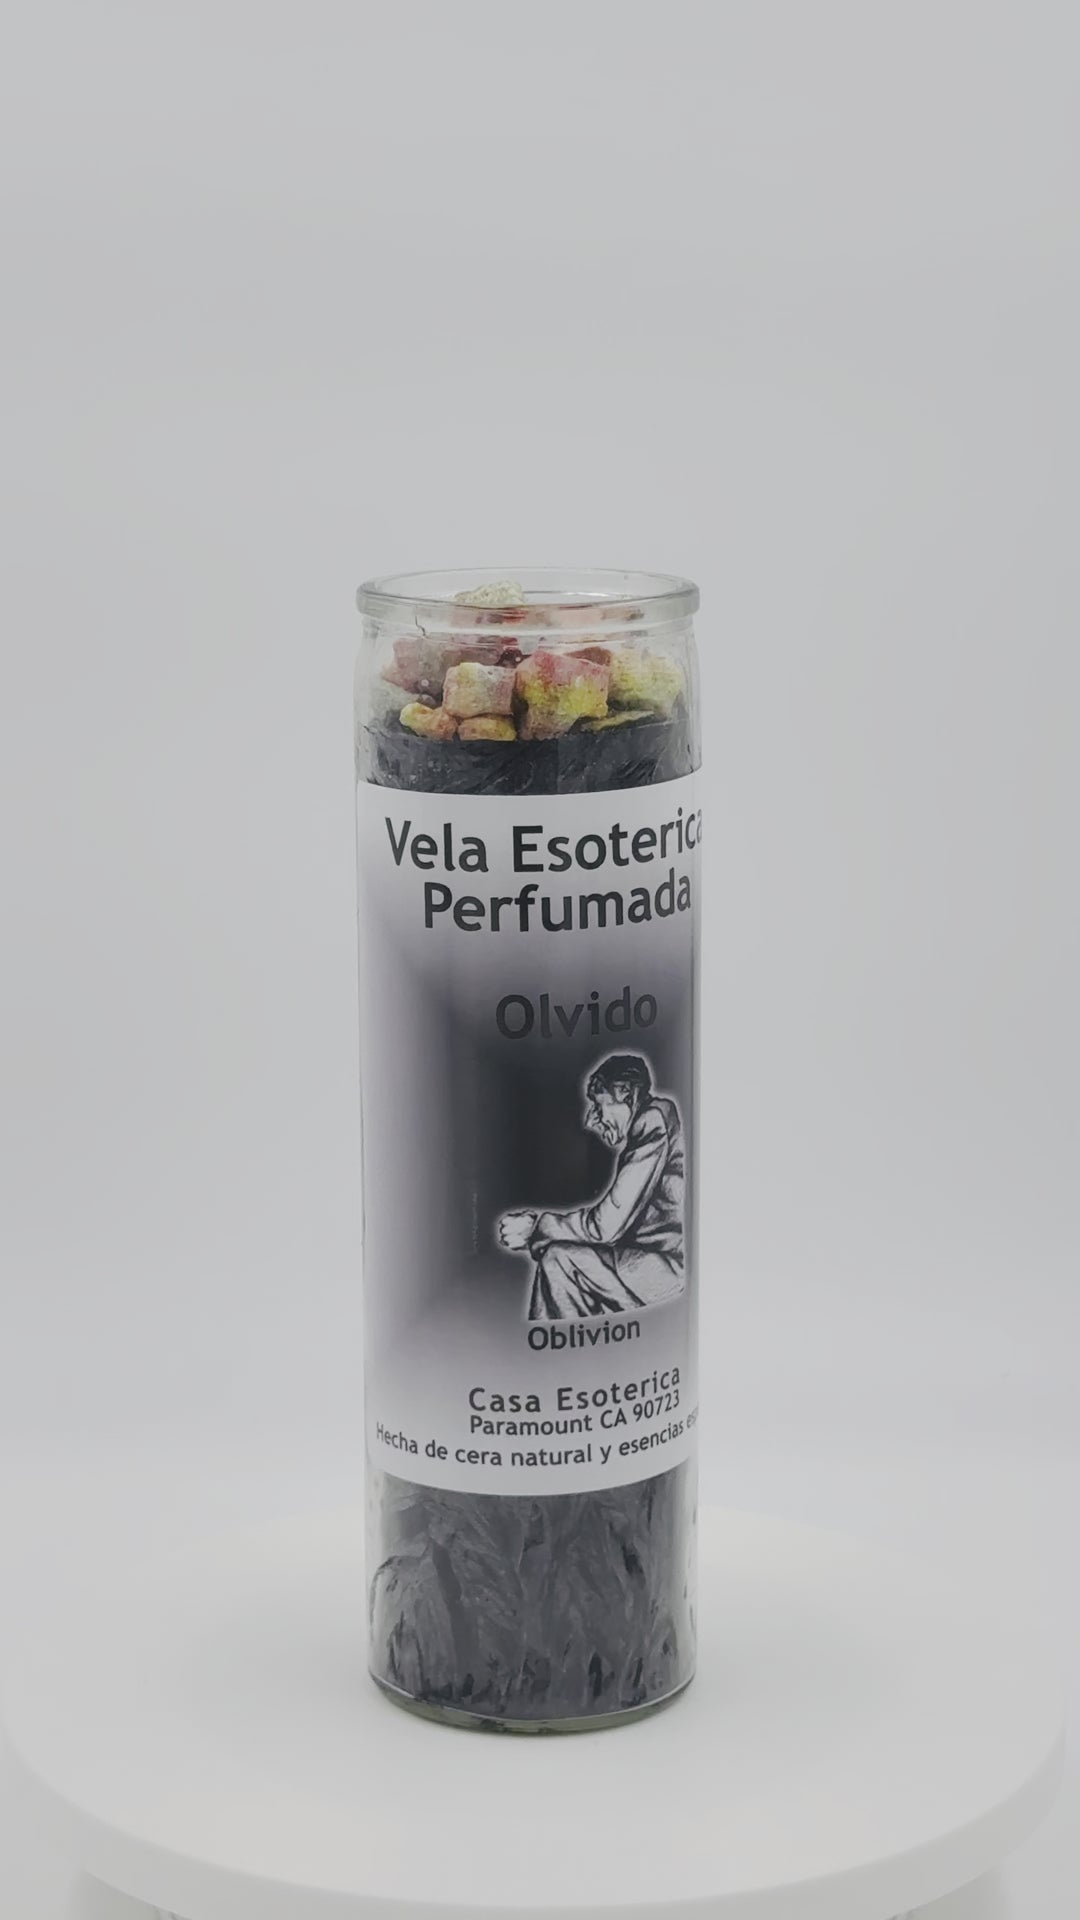 Vela Esoterica
Perfumada
Olvido
Oblivion
Casa Esoterica
Paramount CA 90723
Hecha de cera natural y esencias